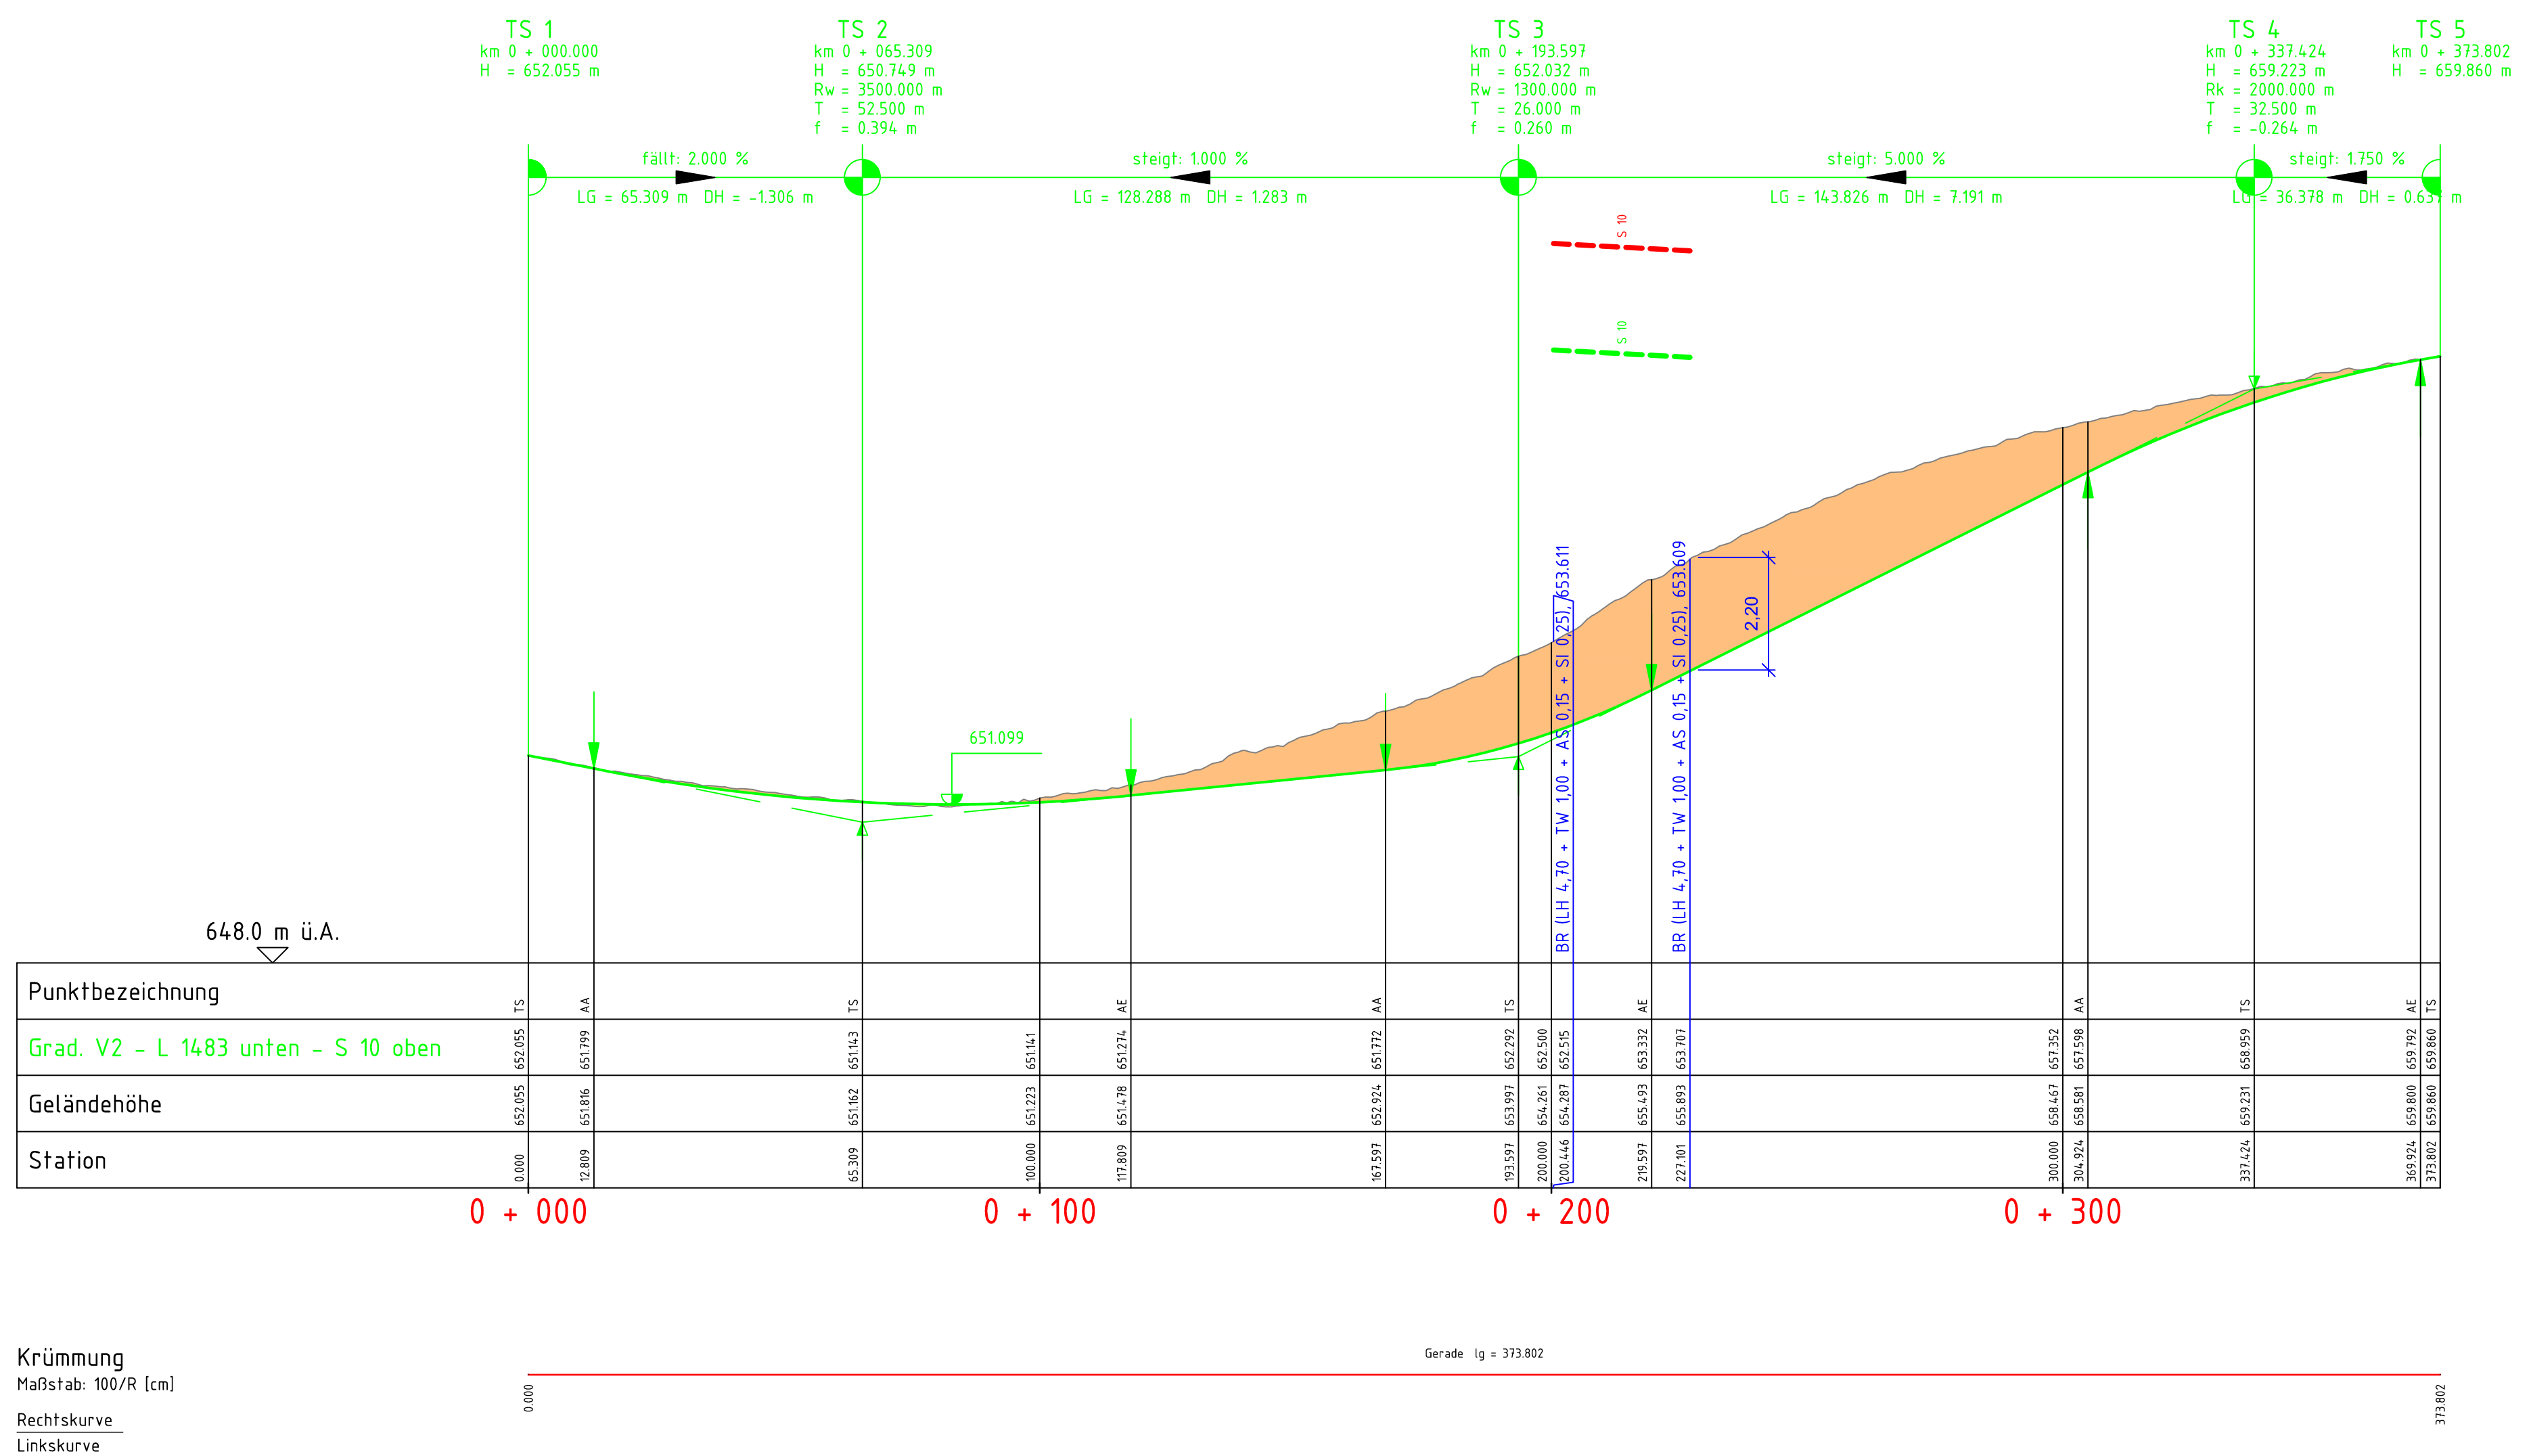 TS 1
km 0 + 000.000
H = 652.055 m
TS 2
km 0 + 065.309
H = 650.749 m
Rw = 3500.000 m
T = 52.500 m
f = 0.394 m
TS 3
km 0 + 193.597
H = 652.032 m
Rw = 1300.000 m
T = 26.000 m
f = 0.260 m
TS 4
km 0 + 337.424
H = 659.223 m
Rk = 2000.000 m
T = 32.500 m
f = -0.264 m
TS 5
km 0 + 373.802
H = 659.860 m
fällt: 2.000 %
LG = 65.309 m DH = -1.306 m
steigt: 1.000 %
LG = 128.288 m DH = 1.283 m
steigt: 5.000 %
LG = 143.826 m DH = 7.191 m
steigt: 1.750 %
LG = 36.378 m DH = 0.637 m
S 10
S 10
651.099
BR (LH 4,70 + TW 1,00 + AS 0,15 + SI 0,25), 653.611
BR (LH 4,70 + TW 1,00 + AS 0,15 + SI 0,25), 653.609
2,20
648.0 m ü.A.
Punktbezeichnung
TS AA TS AE AA TS AE AA TS AE TS
Grad. V2 - L 1483 unten - S 10 oben
652.055 651.799 651.143 651.141 651.274 651.772 652.292 652.500 652.515 653.332 653.707 657.352 657.598 658.959 659.792 659.860
Geländehöhe
652.055 651.816 651.162 651.223 651.478 652.924 653.997 654.261 654.287 655.493 655.893 658.467 658.581 659.231 659.800 659.860
Station
0.000 12.809 65.309 100.000 117.809 167.597 193.597 200.000 200.446 219.597 227.101 300.000 304.924 337.424 369.924 373.802
0 + 000
0 + 100
0 + 200
0 + 300
Krümmung
Maßstab: 100/R [cm]
Rechtskurve
Linkskurve
Gerade lg = 373.802
0.000
373.802